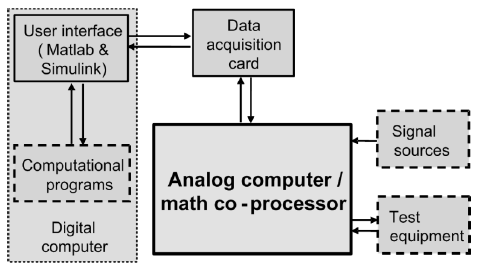 User interface
( Matlab &
Simulink)
Data
acquisition
card
Computational
programs
Digital
computer
Analog computer /
math co - processor
Signal
sources
Test
equipment